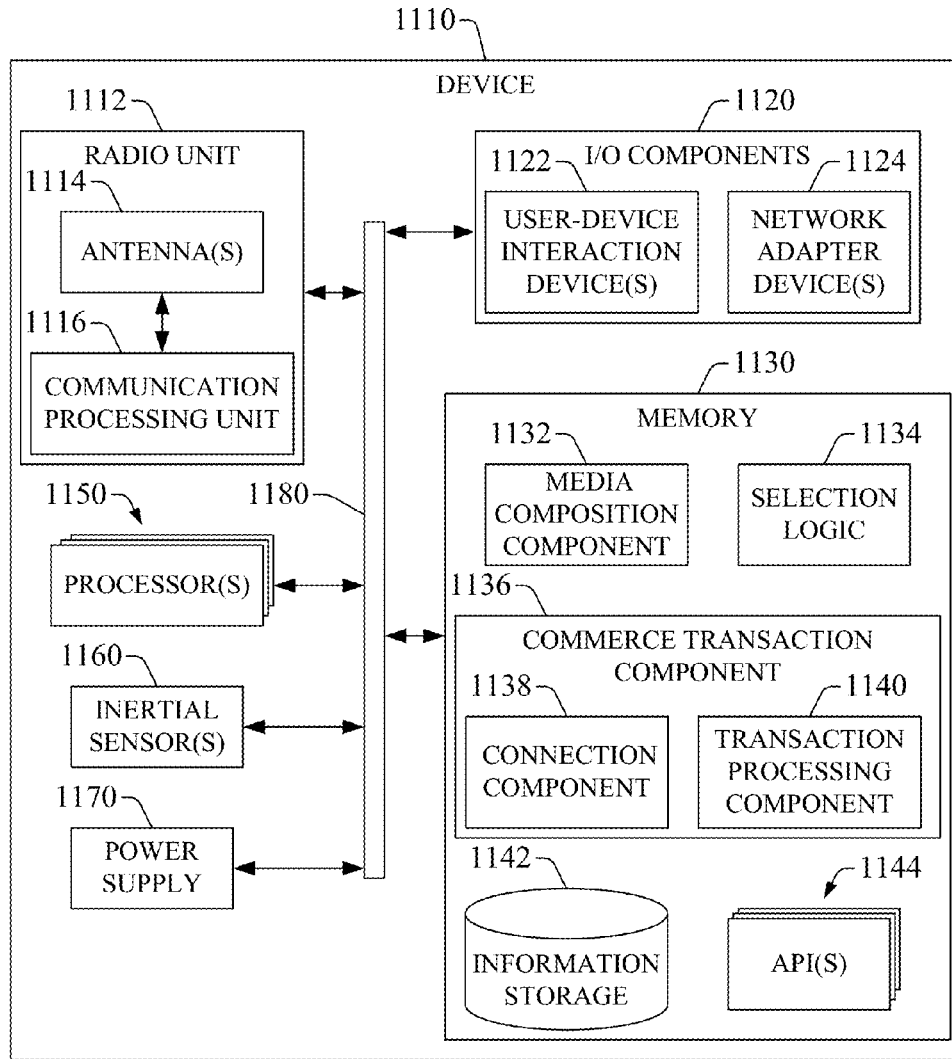 1110
DEVICE
1112
RADIO UNIT
1114
ANTENNA(S)
1116
COMMUNICATION
PROCESSING UNIT
1120
I/O COMPONENTS
1122
USER-DEVICE
INTERACTION
DEVICE(S)
1124
NETWORK
ADAPTER
DEVICE(S)
1130
MEMORY
1132
MEDIA
COMPOSITION
COMPONENT
1134
SELECTION
LOGIC
1136
COMMERCE TRANSACTION
COMPONENT
1138
CONNECTION
COMPONENT
1140
TRANSACTION
PROCESSING
COMPONENT
1142
INFORMATION
STORAGE
1144
API(S)
1150
PROCESSOR(S)
1160
INERTIAL
SENSOR(S)
1170
POWER
SUPPLY
1180